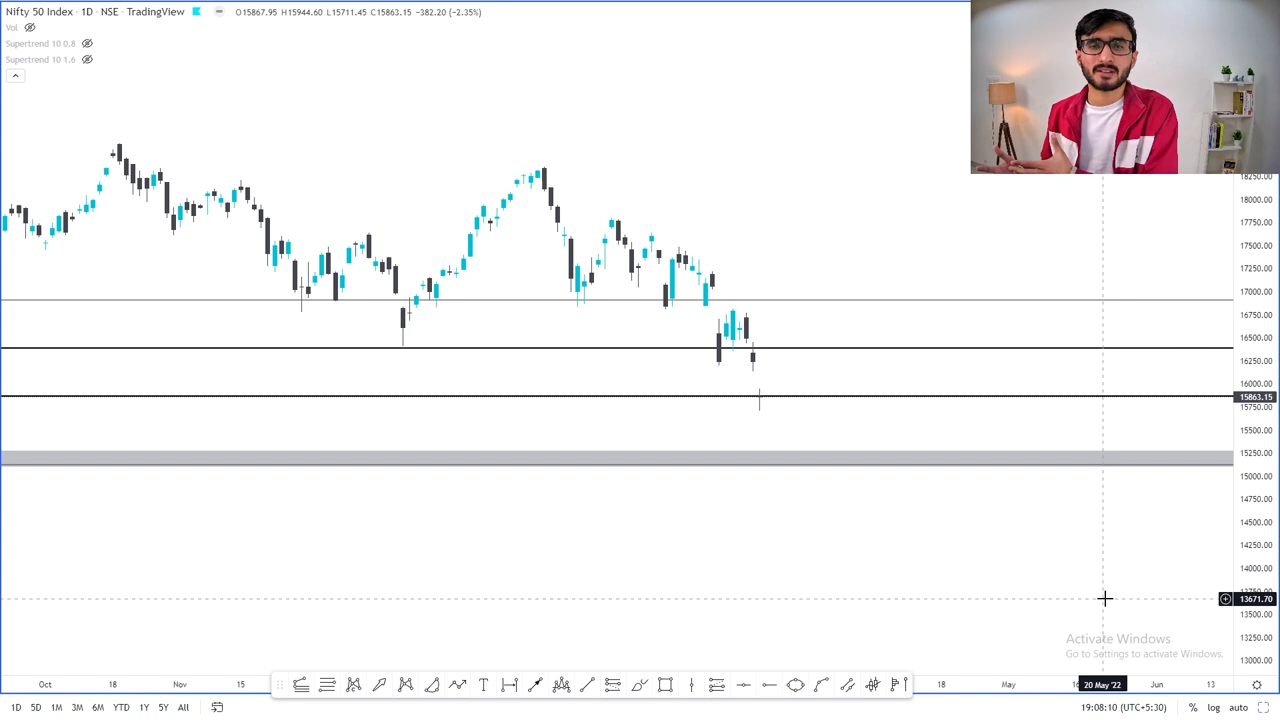 Nifty 50 Index · 1D · NSE · TradingView O15867.95 H15944.60 L15711.45 C15863.15 −382.20 (−2.35%)
Vol
Supertrend 10 0.8
Supertrend 10 1.6
18250.00
18000.00
17750.00
17500.00
17250.00
17000.00
16750.00
16500.00
16250.00
16000.00
15863.15
15750.00
15500.00
15250.00
15000.00
14750.00
14500.00
14250.00
14000.00
13671.70
13500.00
13250.00
13000.00
Activate Windows
Go to Settings to activate Windows.
Oct 18 Nov 15 18 May 20 May '22 Jun 13
1D 5D 1M 3M 6M YTD 1Y 5Y All 19:08:10 (UTC+5:30) % log auto